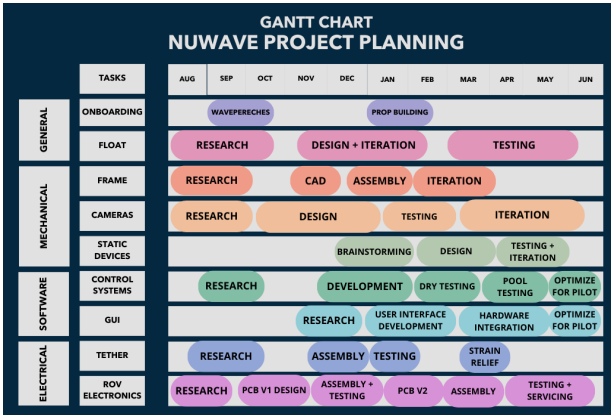 GANTT CHART
NUWAVE PROJECT PLANNING
TASKS AUG SEP OCT NOV DEC JAN FEB MAR APR MAY JUN
GENERAL
ONBOARDING WAVEPERECHES PROP BUILDING
FLOAT RESEARCH DESIGN + ITERATION TESTING
MECHANICAL
FRAME RESEARCH CAD ASSEMBLY ITERATION
CAMERAS RESEARCH DESIGN TESTING ITERATION
STATIC
DEVICES BRAINSTORMING DESIGN TESTING +
ITERATION
SOFTWARE
CONTROL
SYSTEMS RESEARCH DEVELOPMENT DRY TESTING POOL
TESTING OPTIMIZE
FOR PILOT
GUI RESEARCH USER INTERFACE
DEVELOPMENT HARDWARE
INTEGRATION OPTIMIZE
FOR PILOT
ELECTRICAL
TETHER RESEARCH ASSEMBLY TESTING STRAIN
RELIEF
ROV
ELECTRONICS RESEARCH PCB V1 DESIGN ASSEMBLY +
TESTING PCB V2 ASSEMBLY TESTING +
SERVICING